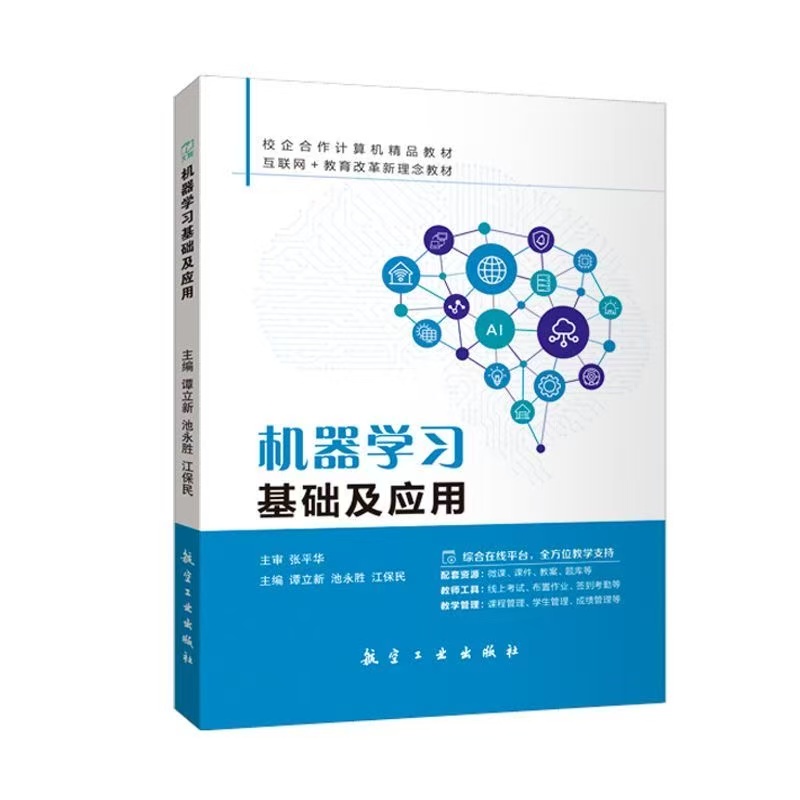 校企合作计算机精品教材
互联网+教育改革新理念教材
AI
机器学习
基础及应用
主审 张平华
主编 谭立新 池永胜 江保民
综合在线平台，全方位教学支持
配套资源：微课、课件、教案、题库等
教师工具：线上考试、布置作业、签到考勤等
教学管理：课程管理、学生管理、成绩管理等
航空工业出版社
机器学习基础及应用
主编 谭立新 池永胜 江保民
航空工业出版社